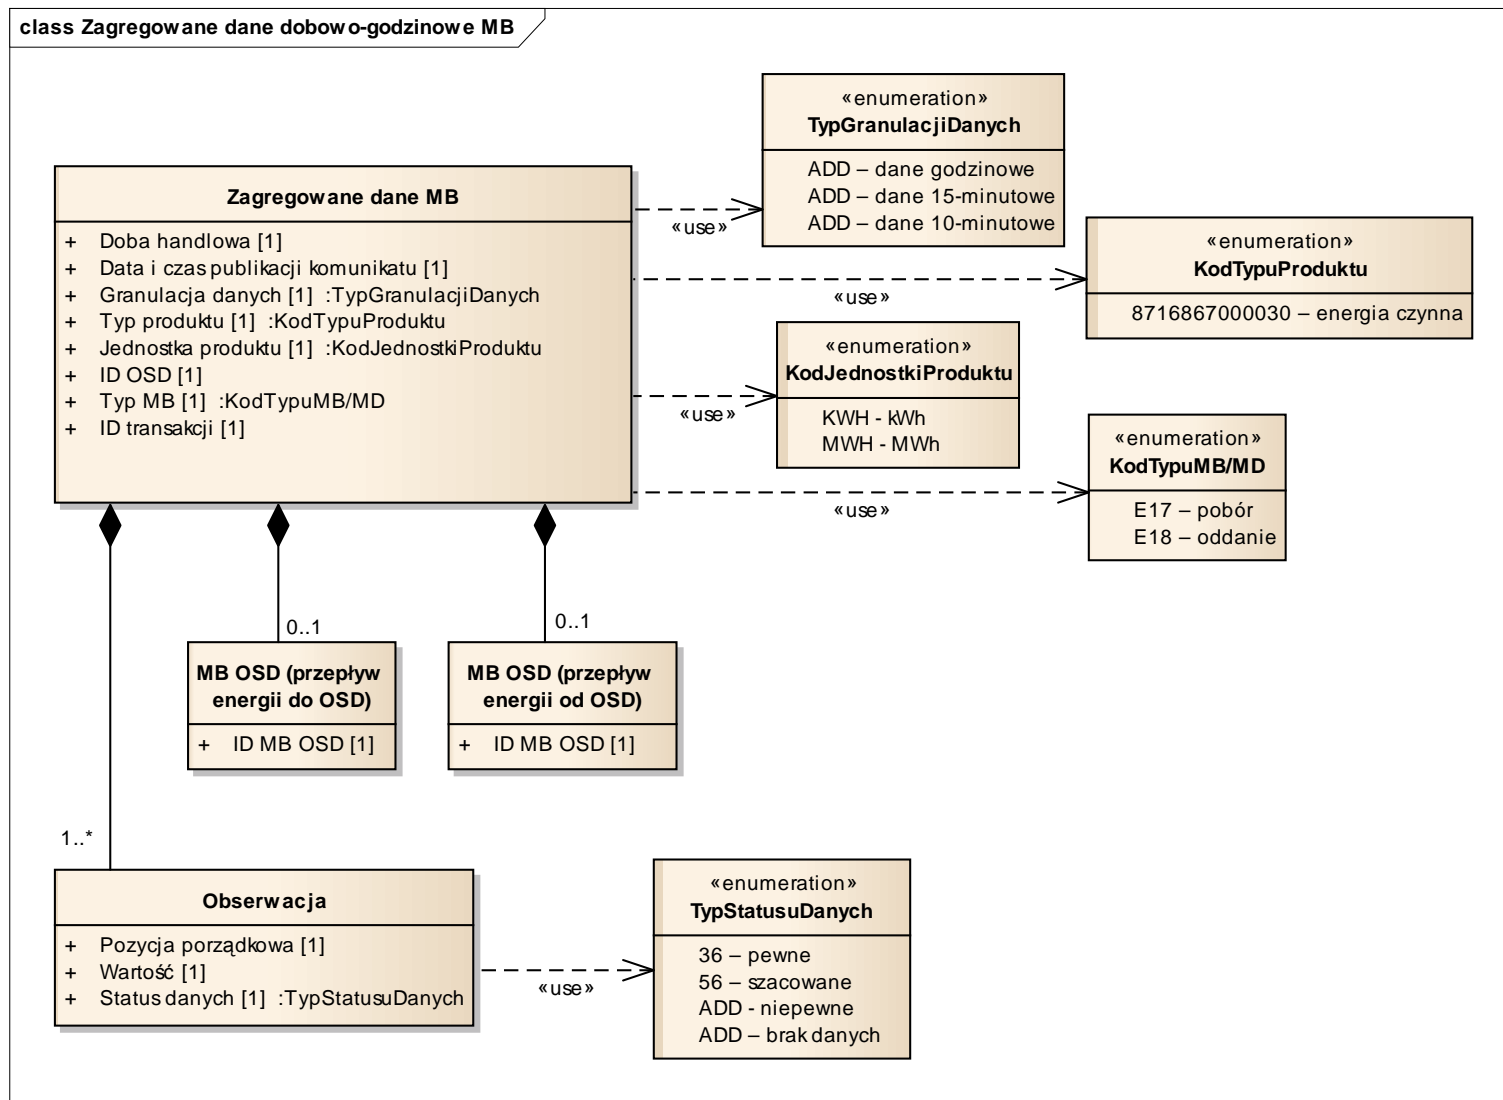 class Zagregowane dane dobowo-godzinowe MB
«enumeration»
TypGranulacjiDanych
ADD – dane godzinowe
ADD – dane 15-minutowe
ADD – dane 10-minutowe
Zagregowane dane MB
+ Doba handlowa [1]
+ Data i czas publikacji komunikatu [1]
+ Granulacja danych [1] :TypGranulacjiDanych
+ Typ produktu [1] :KodTypuProduktu
+ Jednostka produktu [1] :KodJednostkiProduktu
+ ID OSD [1]
+ Typ MB [1] :KodTypuMB/MD
+ ID transakcji [1]
«use»
«use»
«use»
«use»
«enumeration»
KodTypuProduktu
8716867000030 – energia czynna
«enumeration»
KodJednostkiProduktu
KWH - kWh
MWH - MWh
«enumeration»
KodTypuMB/MD
E17 – pobór
E18 – oddanie
0..1
0..1
MB OSD (przepływ
energii do OSD)
+ ID MB OSD [1]
MB OSD (przepływ
energii od OSD)
+ ID MB OSD [1]
1..*
Obserwacja
+ Pozycja porządkowa [1]
+ Wartość [1]
+ Status danych [1] :TypStatusuDanych
«use»
«enumeration»
TypStatusuDanych
36 – pewne
56 – szacowane
ADD - niepewne
ADD – brak danych